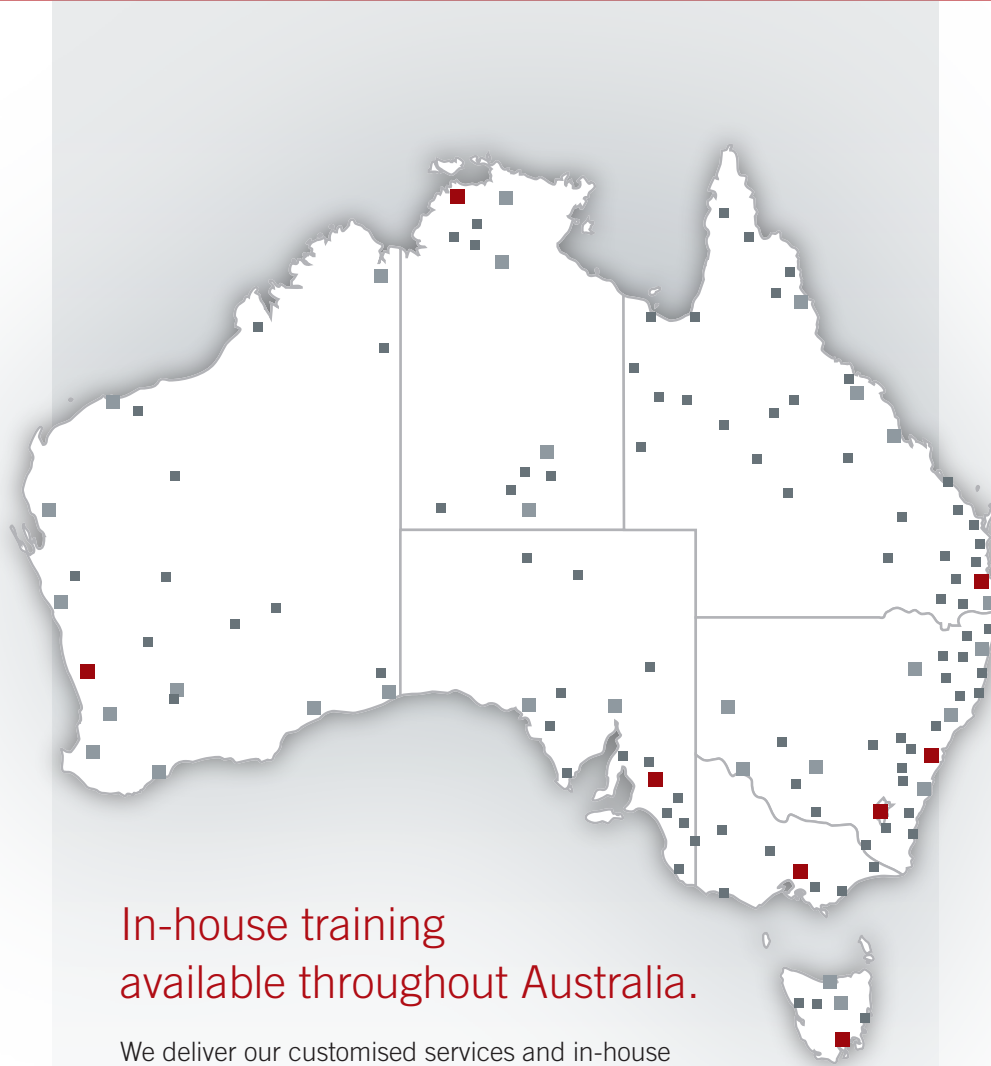 In-house training
available throughout Australia.
We deliver our customised services and in-house